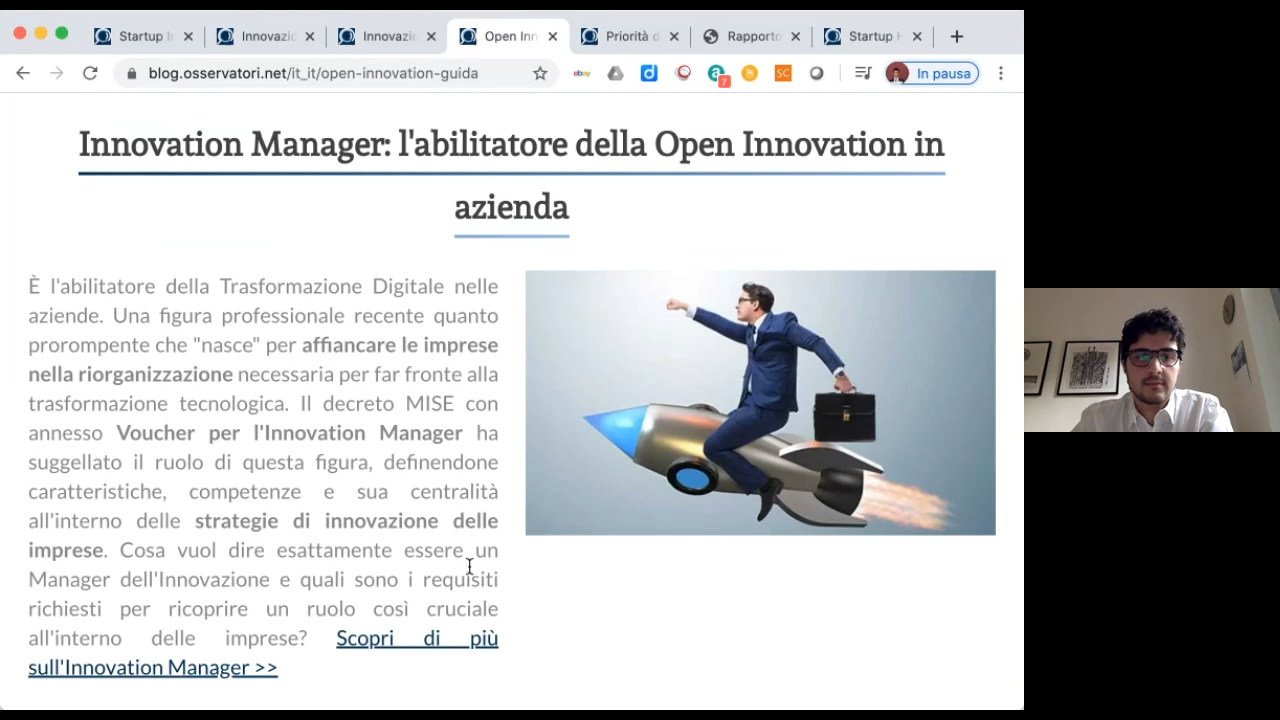 Startup I
Innovazio
Innovazio
Open Inn
Priorità d
Rapporto
Startup H
blog.osservatori.net/it_it/open-innovation-guida
ebay
d
a
7
SC
In pausa
Innovation Manager: l'abilitatore della Open Innovation in
azienda
È l'abilitatore della Trasformazione Digitale nelle
aziende. Una figura professionale recente quanto
prorompente che "nasce" per affiancare le imprese
nella riorganizzazione necessaria per far fronte alla
trasformazione tecnologica. Il decreto MISE con
annesso Voucher per l'Innovation Manager ha
suggellato il ruolo di questa figura, definendone
caratteristiche, competenze e sua centralità
all'interno delle strategie di innovazione delle
imprese. Cosa vuol dire esattamente essere un
Manager dell'Innovazione e quali sono i requisiti
richiesti per ricoprire un ruolo così cruciale
all'interno delle imprese? Scopri di più
sull'Innovation Manager >>